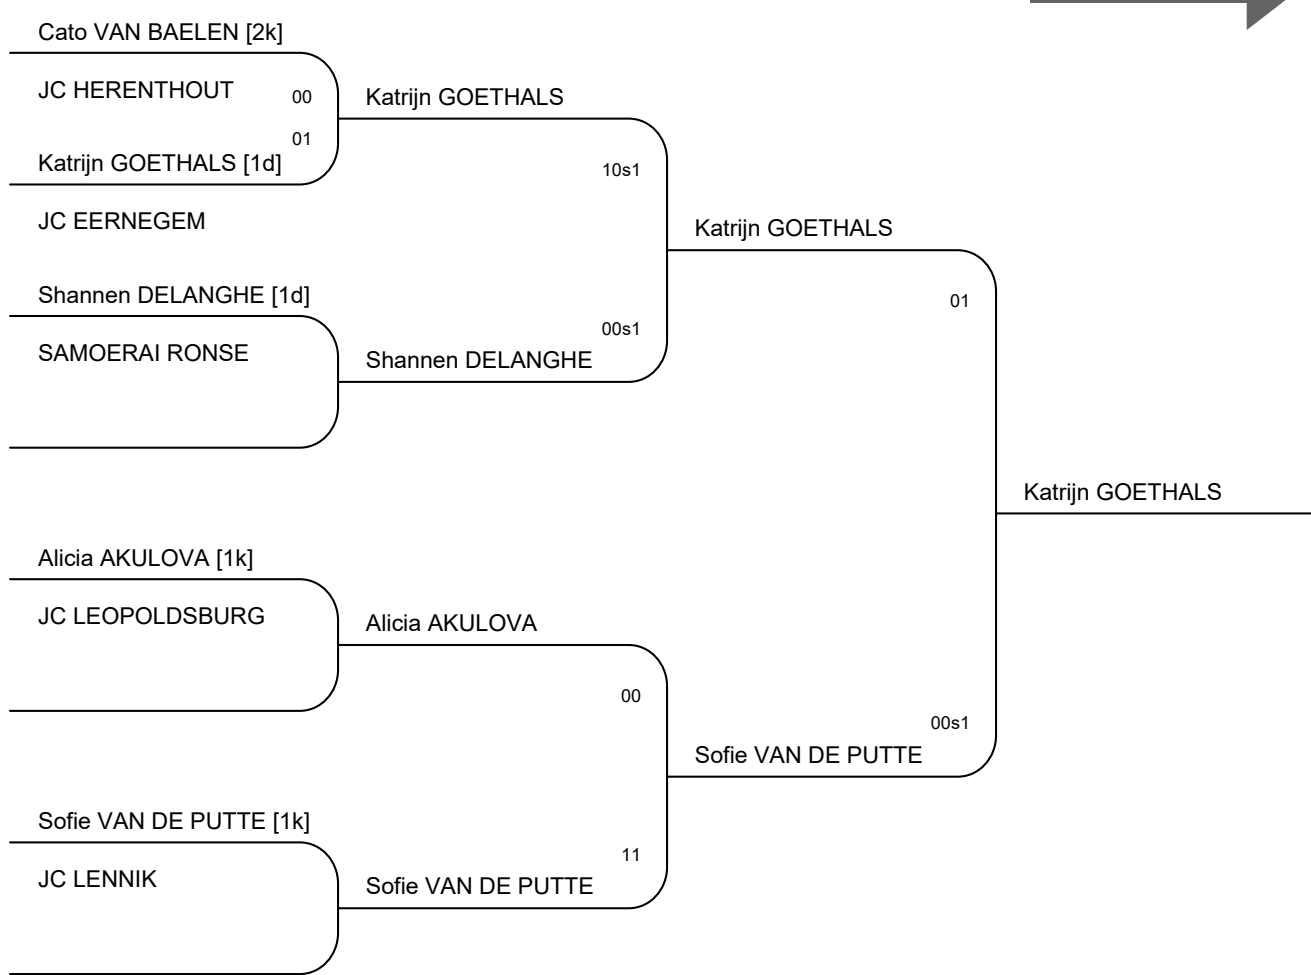 Cato VAN BAELEN [2k]
JC HERENTHOUT
00
Katrijn GOETHALS
01
Katrijn GOETHALS [1d]
10s1
JC EERNEGEM
Katrijn GOETHALS
Shannen DELANGHE [1d]
01
00s1
SAMOERAI RONSE
Shannen DELANGHE
Katrijn GOETHALS
Alicia AKULOVA [1k]
JC LEOPOLDSBURG
Alicia AKULOVA
00
00s1
Sofie VAN DE PUTTE
Sofie VAN DE PUTTE [1k]
11
JC LENNIK
Sofie VAN DE PUTTE